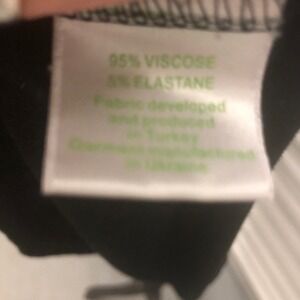 95% VISCOSE
5% ELASTANE
Fabric developed
and produced
in Turkey
Garment manufactured
in Ukraine